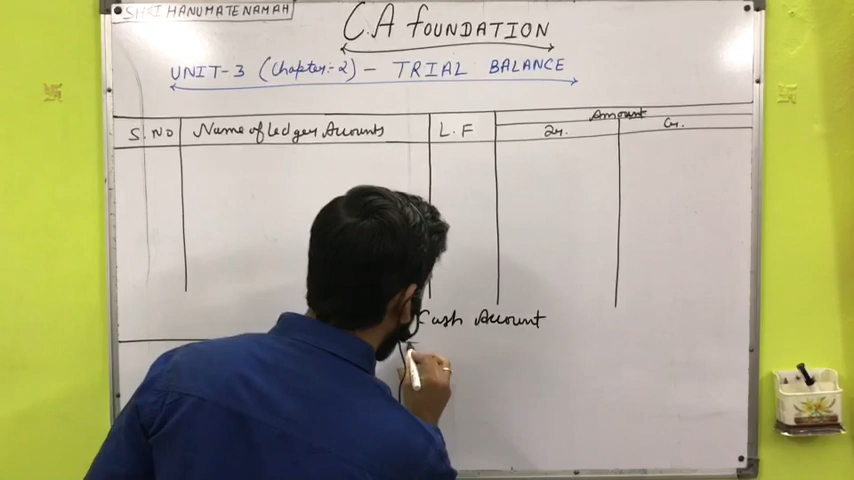 SHRI HANUMATE NAMAH
CA FOUNDATION
UNIT-3 (Chapter:-2) - TRIAL BALANCE
S. NO Name of Ledger Accounts L.F Amount
Dr. Cr.
Cash Account